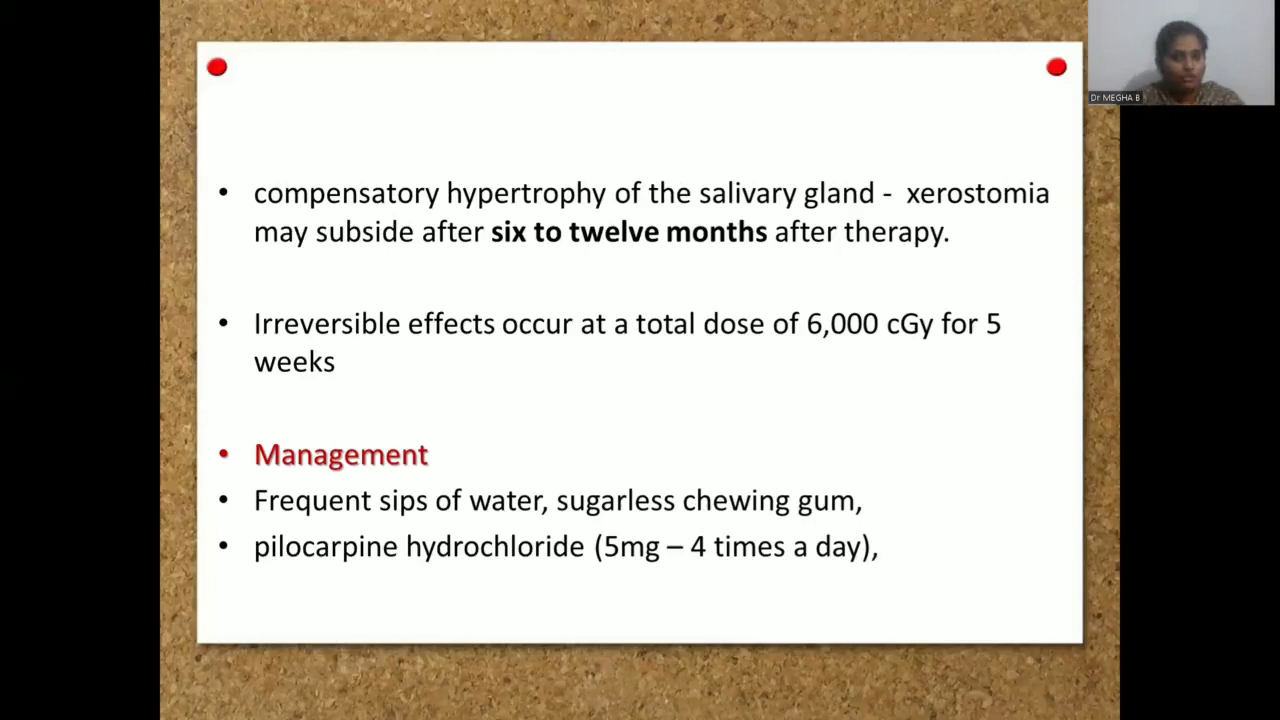 Dr MEGHA B
• compensatory hypertrophy of the salivary gland - xerostomia
may subside after six to twelve months after therapy.
• Irreversible effects occur at a total dose of 6,000 cGy for 5
weeks
• Management
• Frequent sips of water, sugarless chewing gum,
• pilocarpine hydrochloride (5mg – 4 times a day),